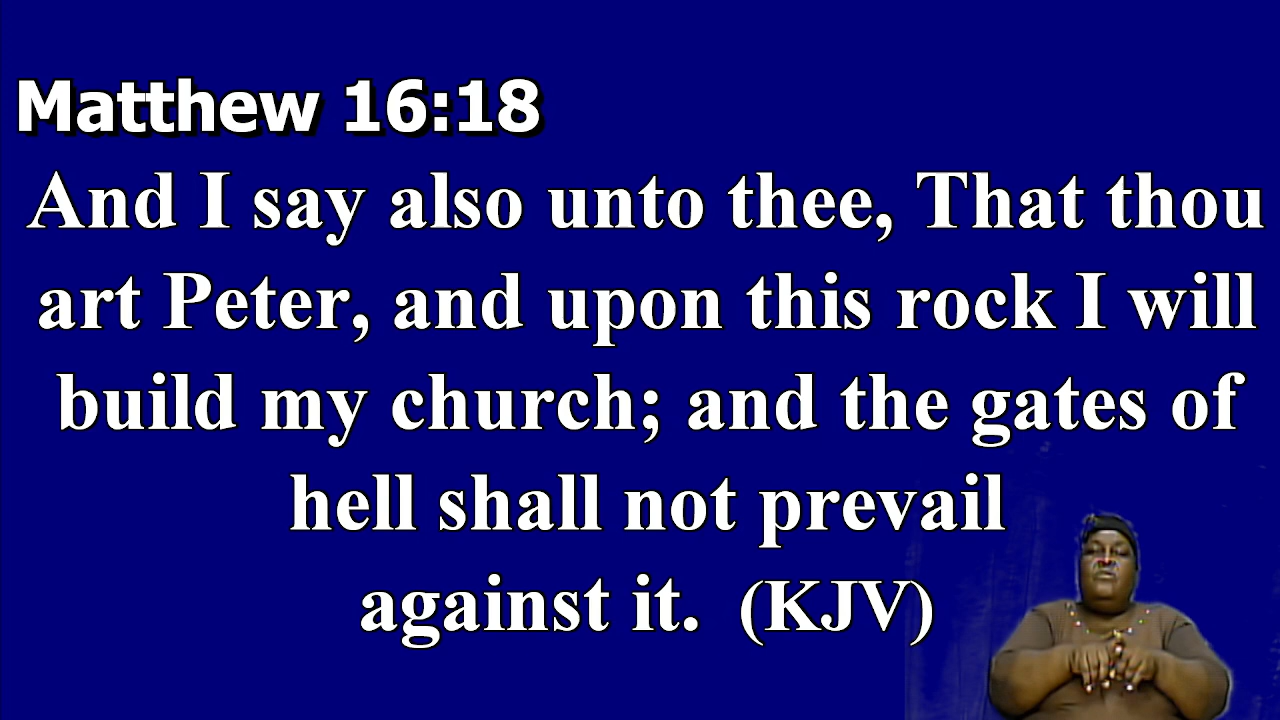 Matthew 16:18
And I say also unto thee, That thou
art Peter, and upon this rock I will
build my church; and the gates of
hell shall not prevail
against it. (KJV)